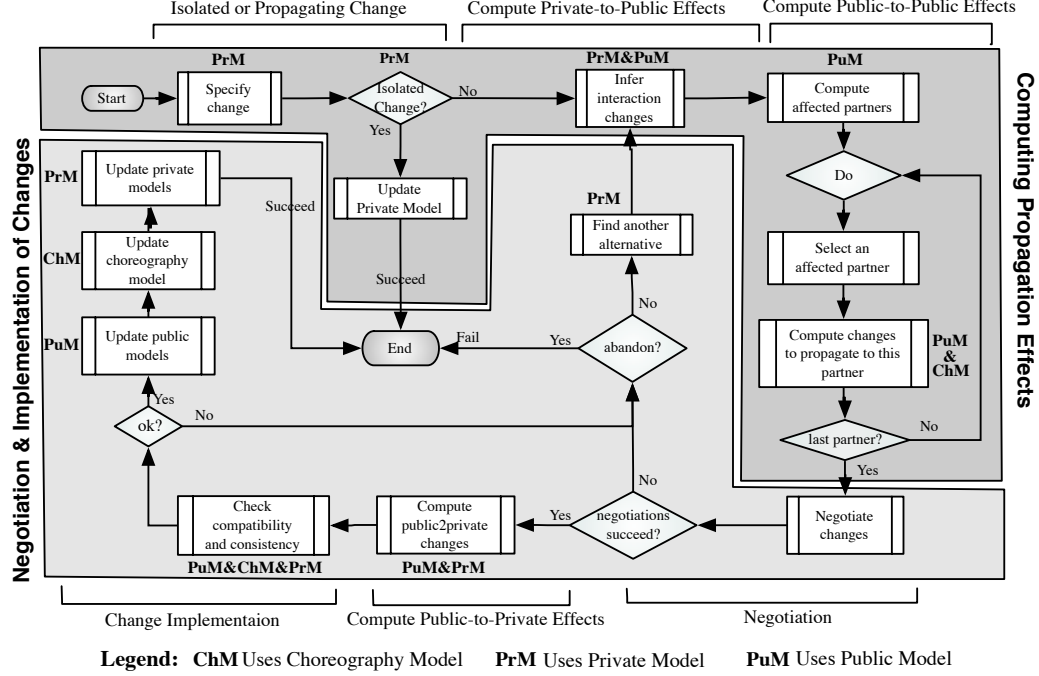 Isolated or Propagating Change
Compute Private-to-Public Effects
Compute Public-to-Public Effects
PrM
PrM
PrM&PuM
PuM
Start
Specify
change
Isolated
Change?
No
Yes
Infer
interaction
changes
Compute
affected partners
Computing Propagation Effects
Negotiation & Implementation of Changes
PrM
Update private
models
Succeed
Update
Private Model
Succeed
PrM
Find another
alternative
Do
ChM
Update
choreography
model
Select an
affected partner
PuM
Update public
models
End
Fail
Yes
abandon?
No
Compute changes
to propagate to this
partner
PuM
&
ChM
Yes
ok?
No
last partner?
No
Yes
Check
compatibility
and consistency
PuM&ChM&PrM
Compute
public2private
changes
PuM&PrM
Yes
No
negotiations
succeed?
Negotiate
changes
Change Implementaion
Compute Public-to-Private Effects
Negotiation
Legend: ChM Uses Choreography Model PrM Uses Private Model PuM Uses Public Model